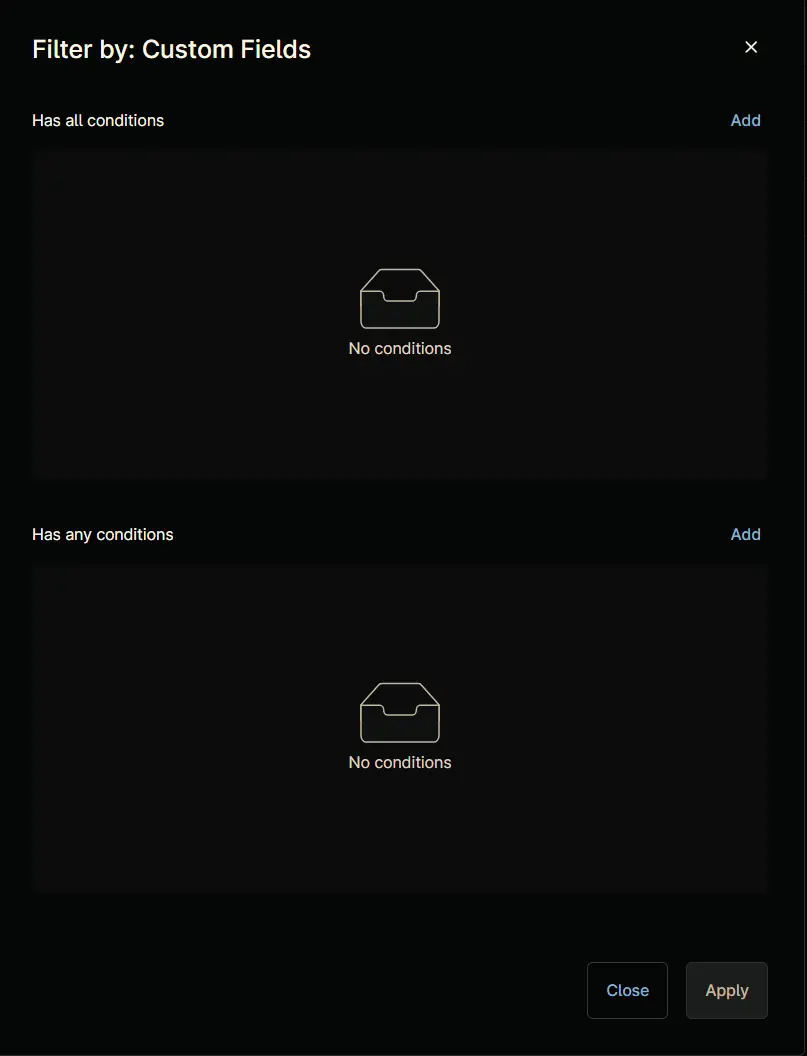 Filter by: Custom Fields
Has all conditions
Add
No conditions
Has any conditions
Add
No conditions
Close
Apply